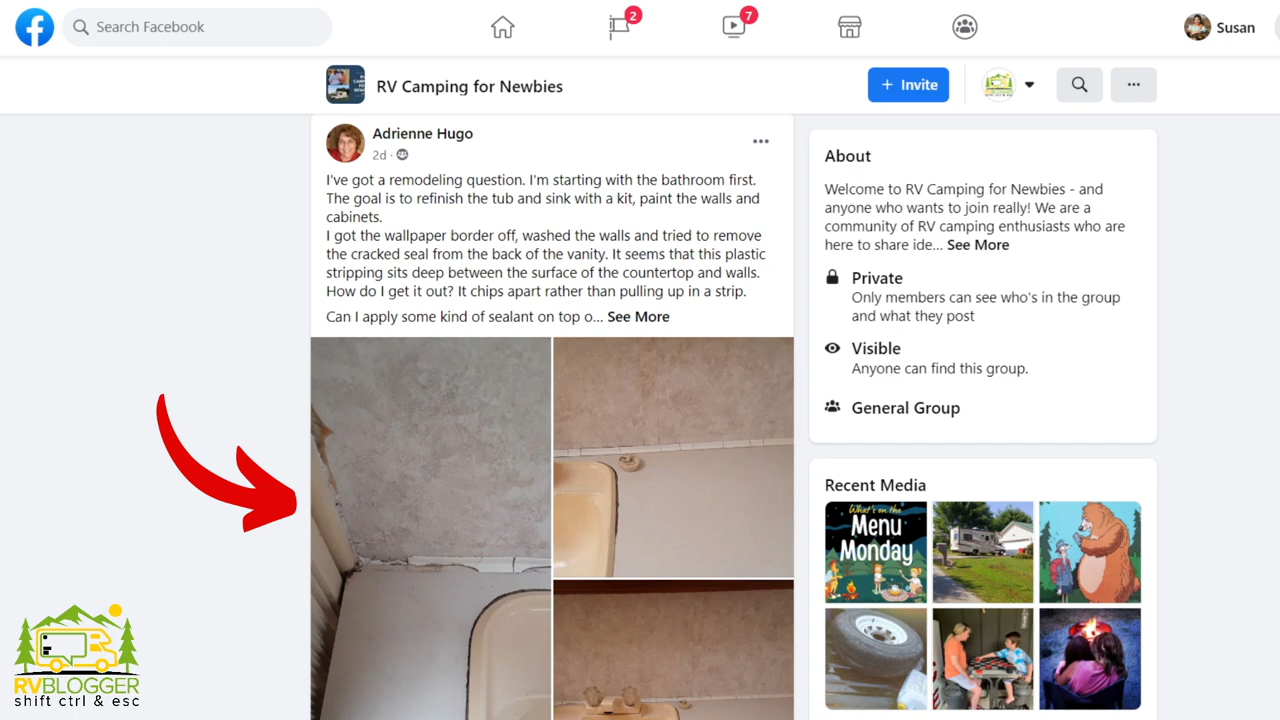 Search Facebook
2
7
Susan
RV Camping for Newbies
+ Invite
Adrienne Hugo
2d
I've got a remodeling question. I'm starting with the bathroom first.
The goal is to refinish the tub and sink with a kit, paint the walls and
cabinets.
I got the wallpaper border off, washed the walls and tried to remove
the cracked seal from the back of the vanity. It seems that this plastic
stripping sits deep between the surface of the countertop and walls.
How do I get it out? It chips apart rather than pulling up in a strip.
Can I apply some kind of sealant on top o... See More
About
Welcome to RV Camping for Newbies - and
anyone who wants to join really! We are a
community of RV camping enthusiasts who are
here to share ide... See More
Private
Only members can see who's in the group
and what they post
Visible
Anyone can find this group.
General Group
Recent Media
What's on the
Menu
Monday
RVBLOGGER
shift ctrl & esc